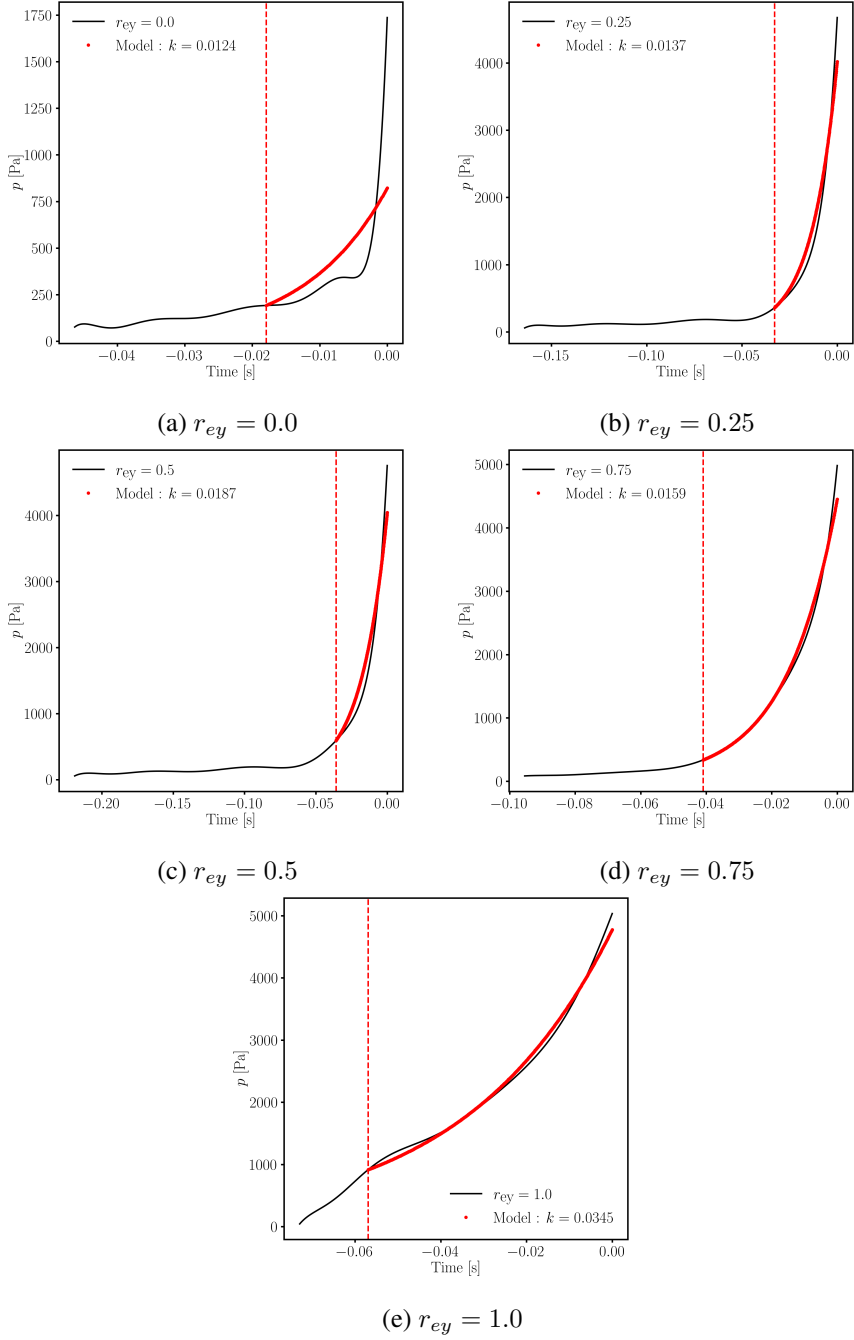 1750
1500
1250
1000
750
500
250
0
p [Pa]
r_ey = 0.0
Model : k = 0.0124
−0.04 −0.03 −0.02 −0.01 0.00
Time [s]
(a) r_ey = 0.0
4000
3000
2000
1000
0
p [Pa]
r_ey = 0.25
Model : k = 0.0137
−0.15 −0.10 −0.05 0.00
Time [s]
(b) r_ey = 0.25
4000
3000
2000
1000
0
p [Pa]
r_ey = 0.5
Model : k = 0.0187
−0.20 −0.15 −0.10 −0.05 0.00
Time [s]
(c) r_ey = 0.5
5000
4000
3000
2000
1000
0
p [Pa]
r_ey = 0.75
Model : k = 0.0159
−0.10 −0.08 −0.06 −0.04 −0.02 0.00
Time [s]
(d) r_ey = 0.75
5000
4000
3000
2000
1000
0
p [Pa]
r_ey = 1.0
Model : k = 0.0345
−0.06 −0.04 −0.02 0.00
Time [s]
(e) r_ey = 1.0